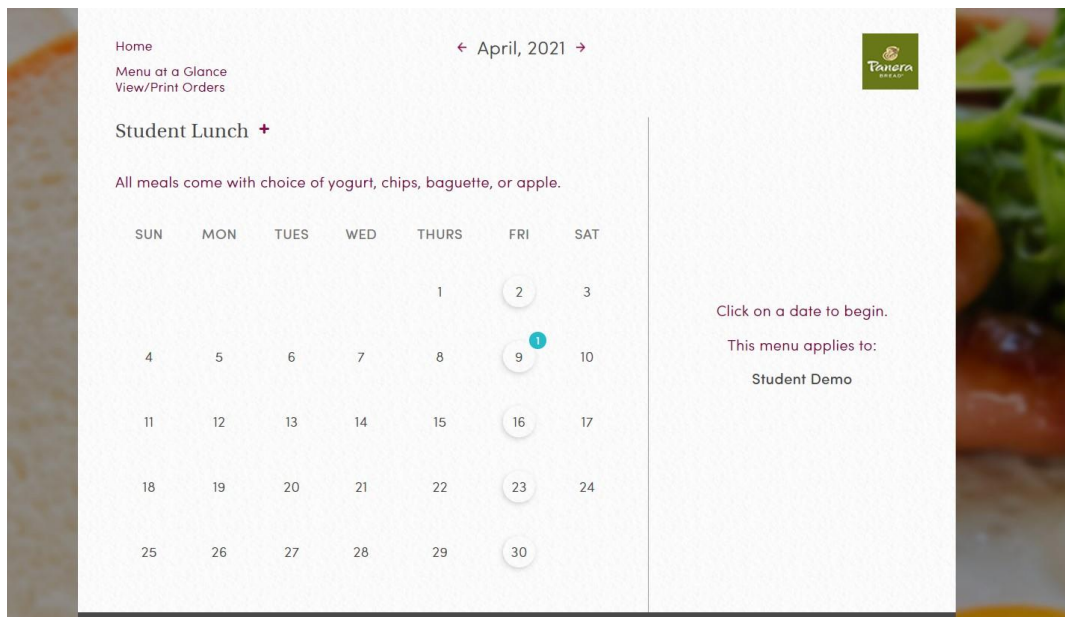 Home
← April, 2021 →
Panera
BREAD
Menu at a Glance
View/Print Orders
Student Lunch +
All meals come with choice of yogurt, chips, baguette, or apple.
SUN MON TUES WED THURS FRI SAT
1 2 3
4 5 6 7 8 9 1 10
11 12 13 14 15 16 17
18 19 20 21 22 23 24
25 26 27 28 29 30
Click on a date to begin.
This menu applies to:
Student Demo